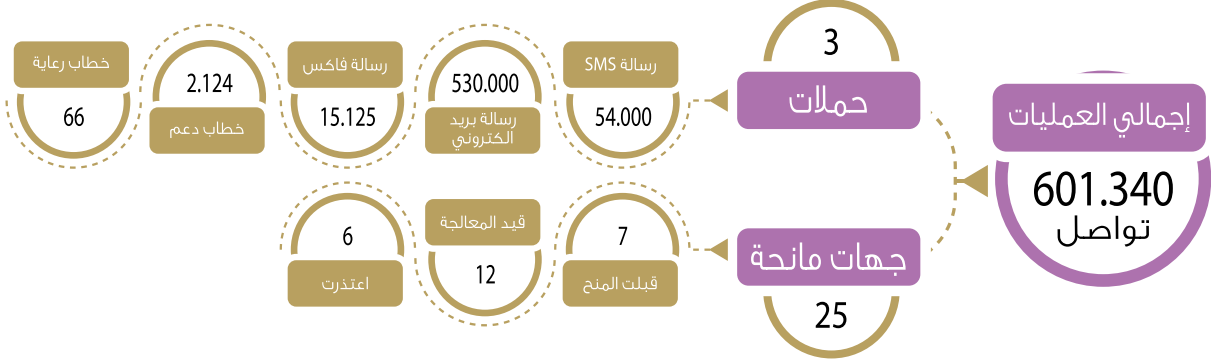 إجمالي العمليات
601.340
تواصل
3
حملات
رسالة SMS
54.000
530.000
رسالة بريد
الكتروني
رسالة فاكس
15.125
2.124
خطاب دعم
خطاب رعاية
66
جهات مانحة
25
7
قبلت المنح
قيد المعالجة
12
6
اعتذرت